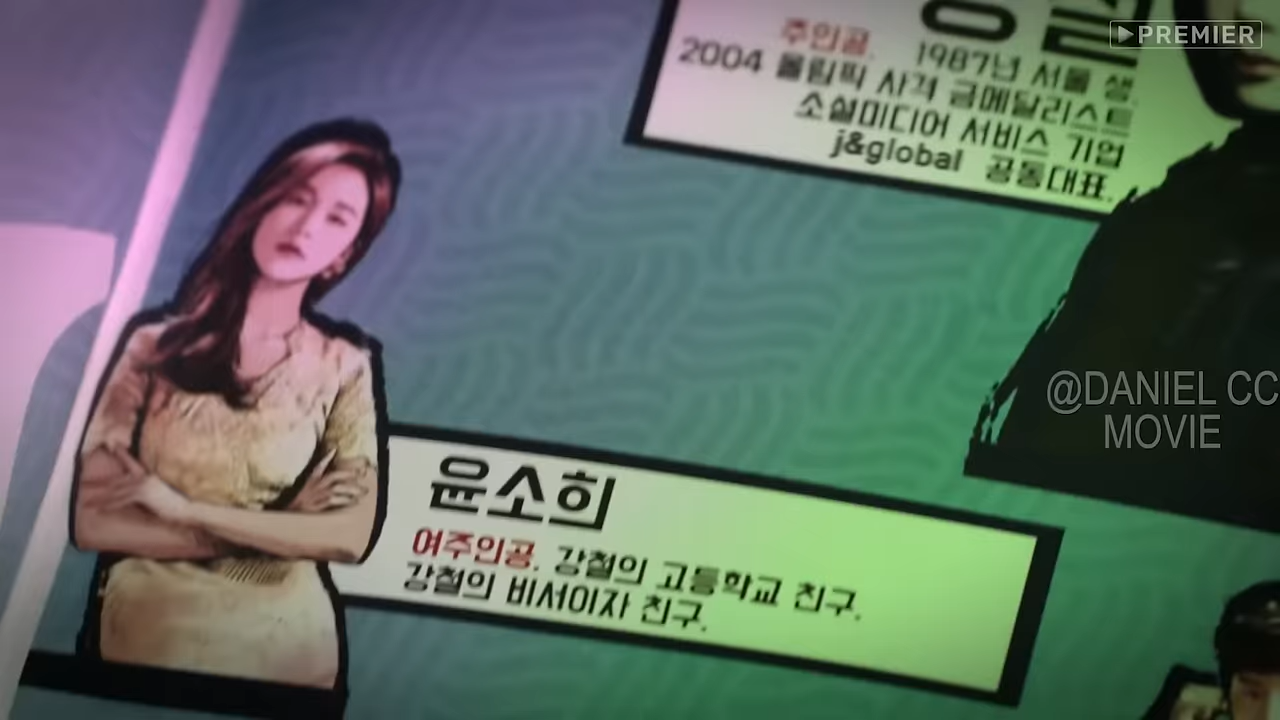 PREMIER
주인공. 1987년 서울 생.
2004 올림픽 사격 금메달리스트
소셜미디어 서비스 기업
j&global 공동대표.
@DANIEL CC
MOVIE
윤소희
여주인공. 강철의 고등학교 친구.
강철의 비서이자 친구.